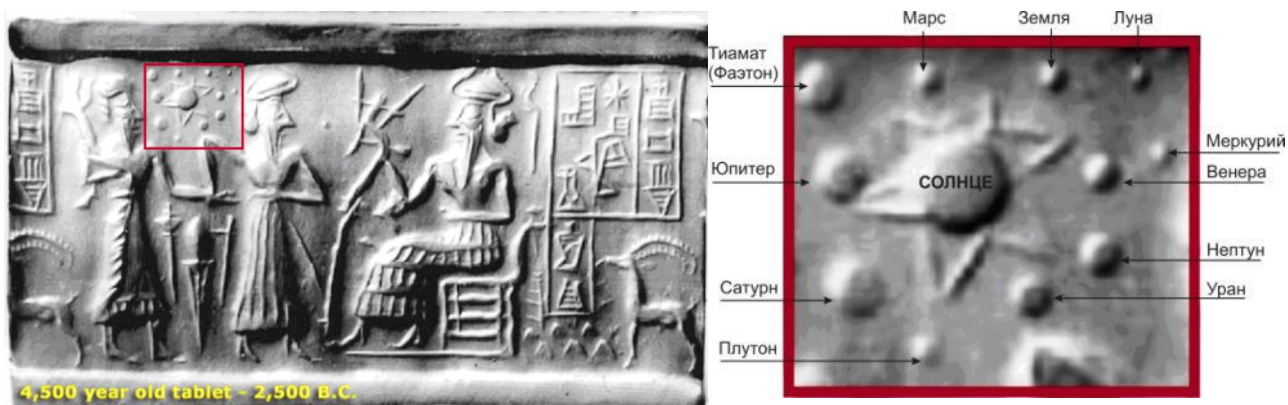 4,500 year old tablet - 2,500 B.C.
Марс
Земля
Луна
Тиамат
(Фаэтон)
Меркурий
Юпитер
СОЛНЦЕ
Венера
Нептун
Сатурн
Уран
Плутон